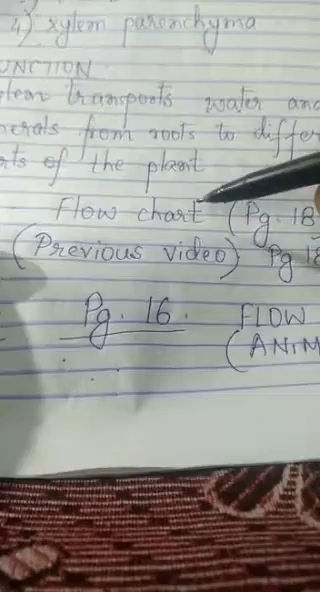 4) xylem parenchyma
UNCTION
ylem transports water and
nerals from roots to differ
rts of the plant
Flow chart (Pg. 18
(Previous video) Pg 18
Pg. 16. FLOW
(ANIM